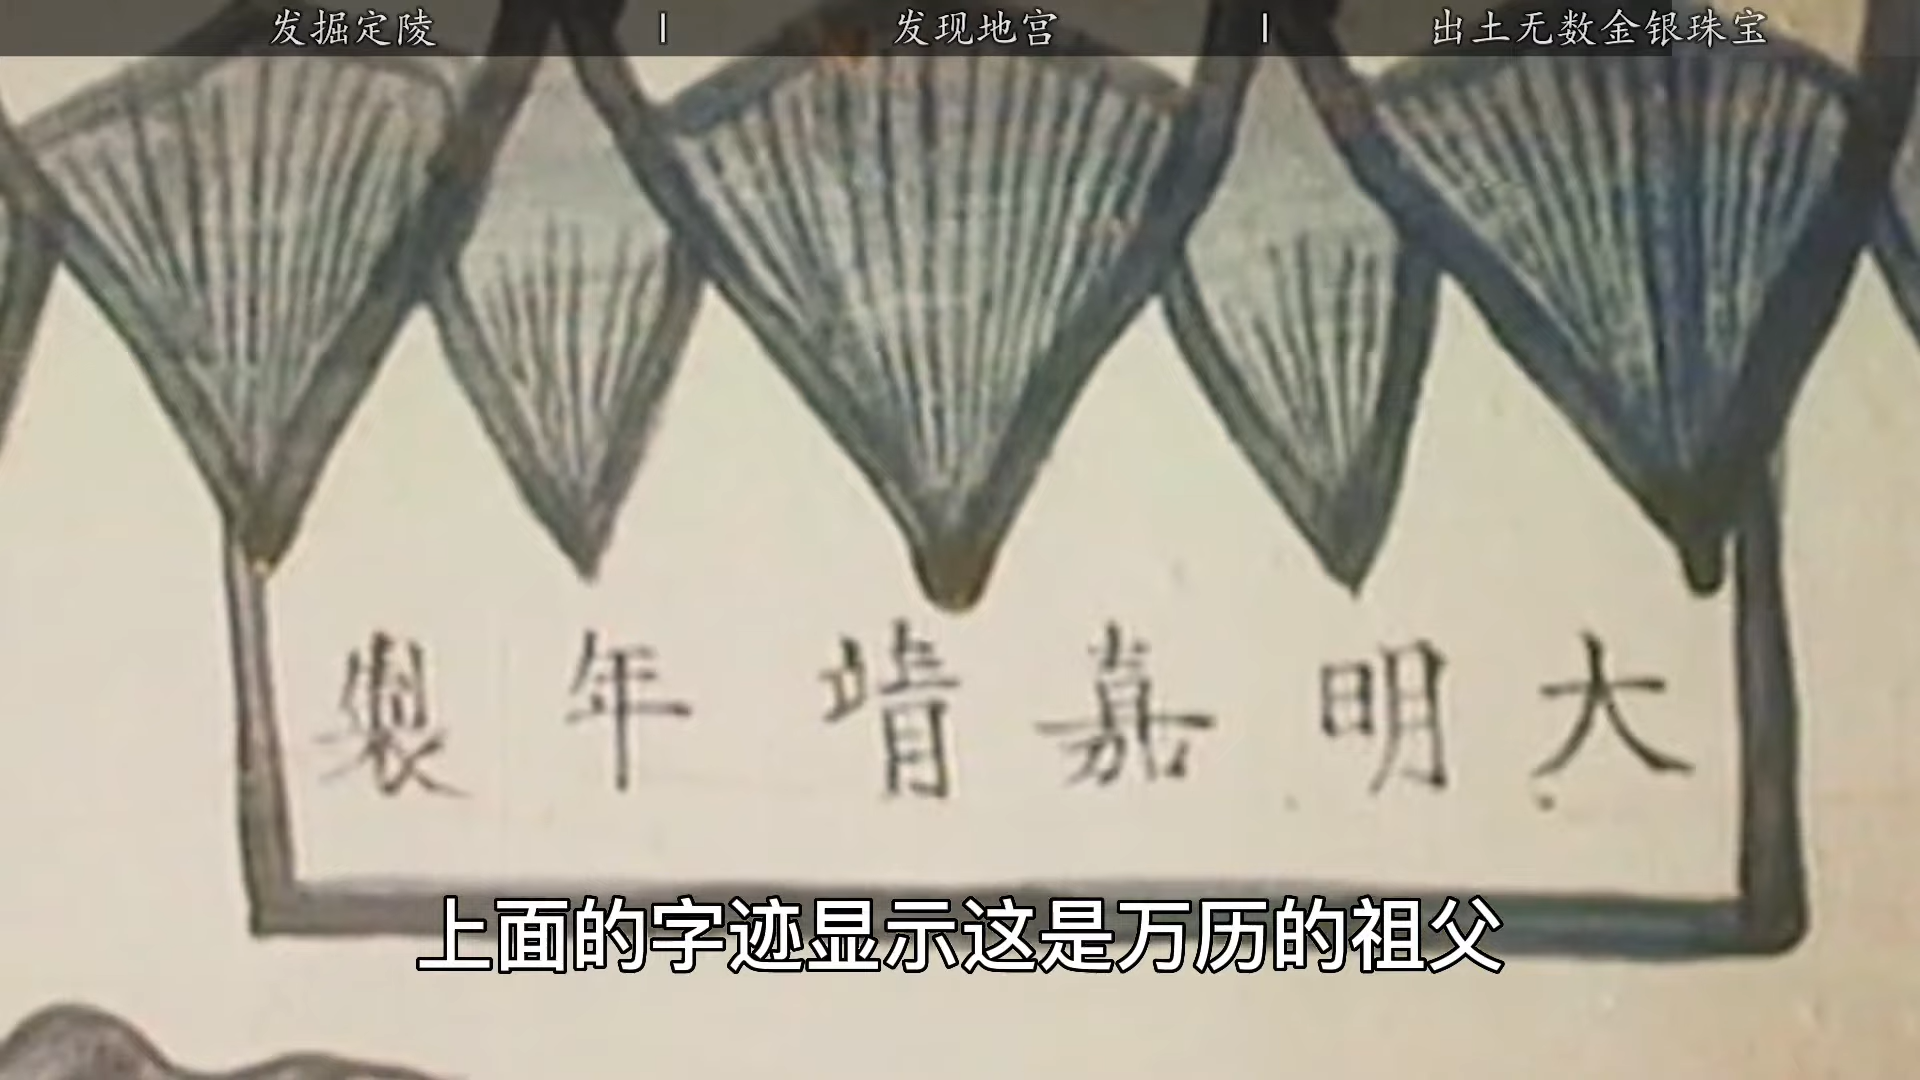 发掘定陵 | 发现地宫 | 出土无数金银珠宝
大明嘉靖年製
上面的字迹显示这是万历的祖父